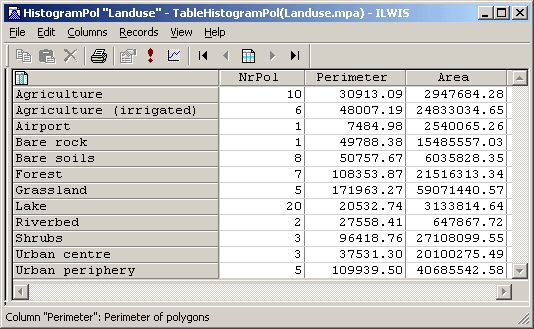 HistogramPol "Landuse" - TableHistogramPol(Landuse.mpa) - ILWIS
File Edit Columns Records View Help
NrPol Perimeter Area
Agriculture 10 30913.09 2947684.28
Agriculture (irrigated) 6 48007.19 24833034.65
Airport 1 7484.98 2540065.26
Bare rock 1 49788.38 15485557.03
Bare soils 8 50757.67 6035828.35
Forest 7 108353.87 21516313.34
Grassland 5 171963.27 59071440.57
Lake 20 20532.74 3133814.64
Riverbed 2 27558.41 647867.72
Shrubs 3 96418.76 27108099.55
Urban centre 3 37531.30 20100275.49
Urban periphery 5 109939.50 40685542.58
Column "Perimeter": Perimeter of polygons